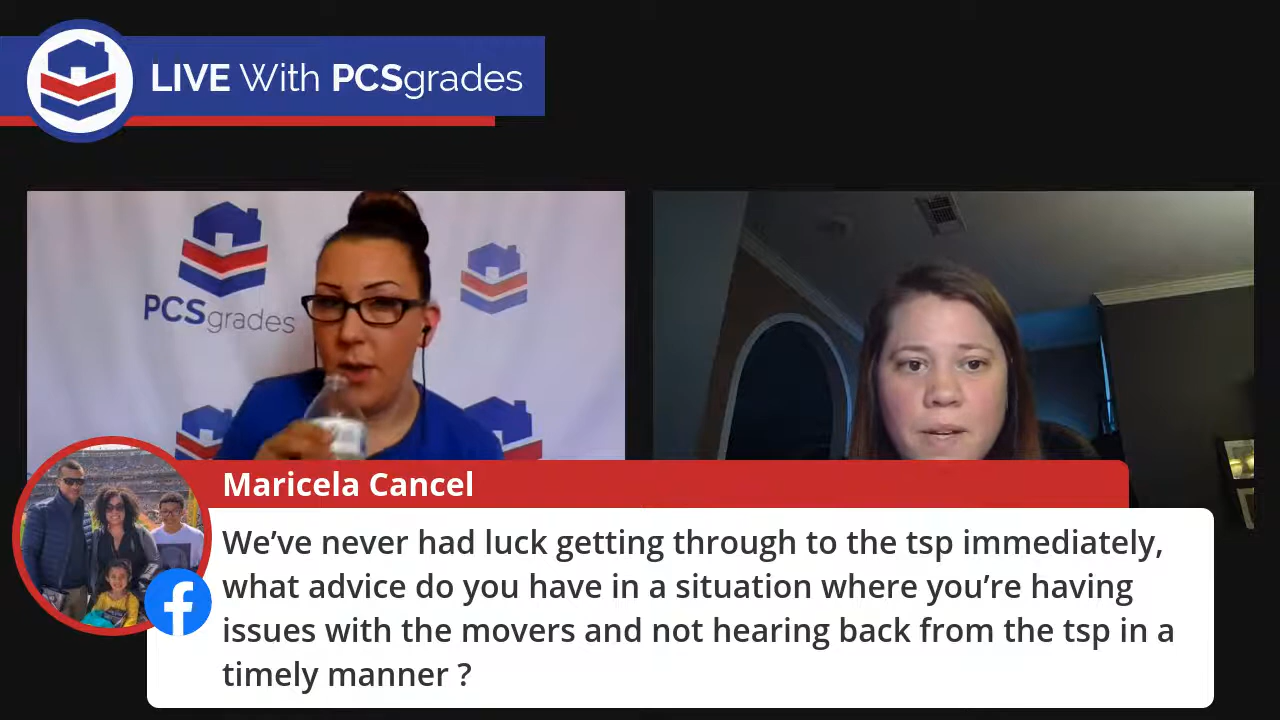 LIVE With PCSgrades
PCSgrades
Maricela Cancel
We’ve never had luck getting through to the tsp immediately,
what advice do you have in a situation where you’re having
issues with the movers and not hearing back from the tsp in a
timely manner ?